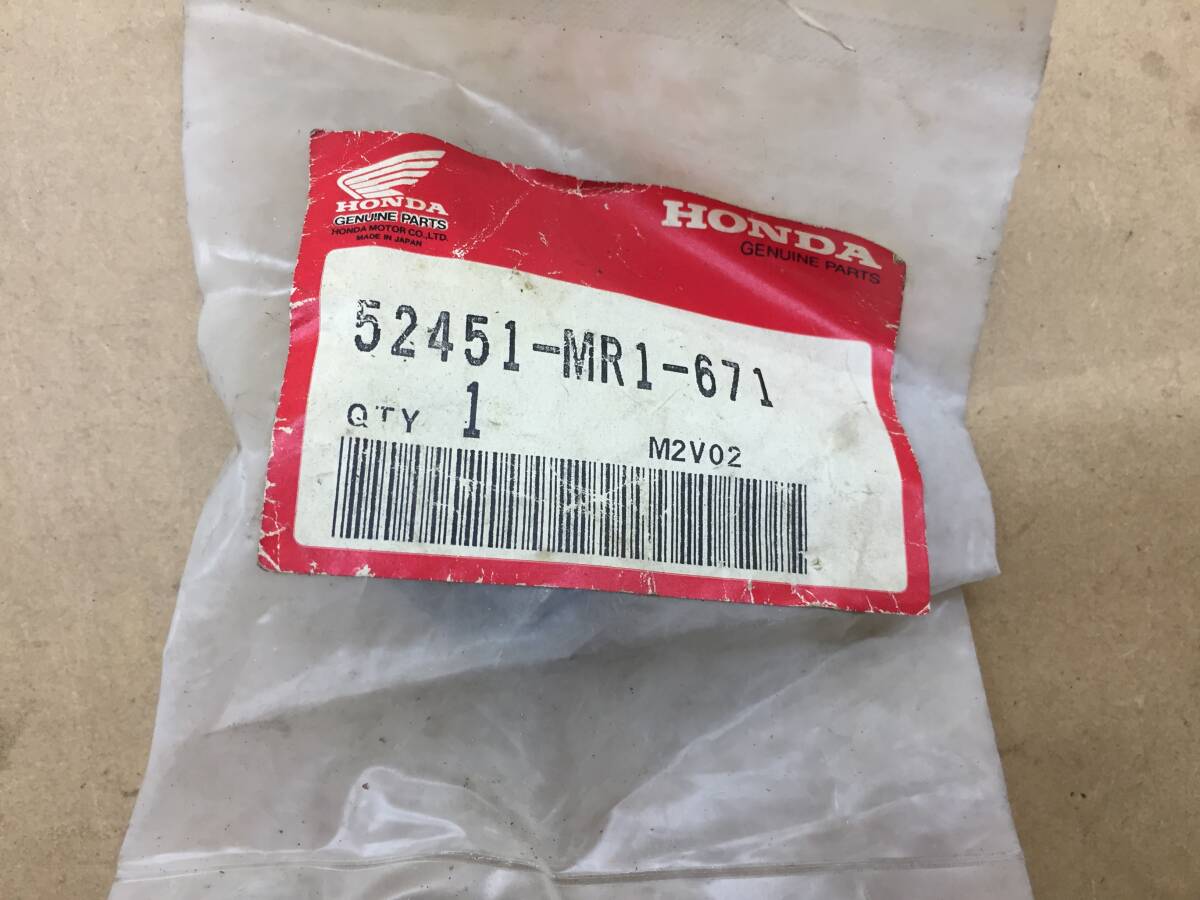 HONDA
GENUINE PARTS
HONDA MOTOR CO.,LTD.
MADE IN JAPAN
HONDA
GENUINE PARTS
52451-MR1-671
QTY 1
M2V02